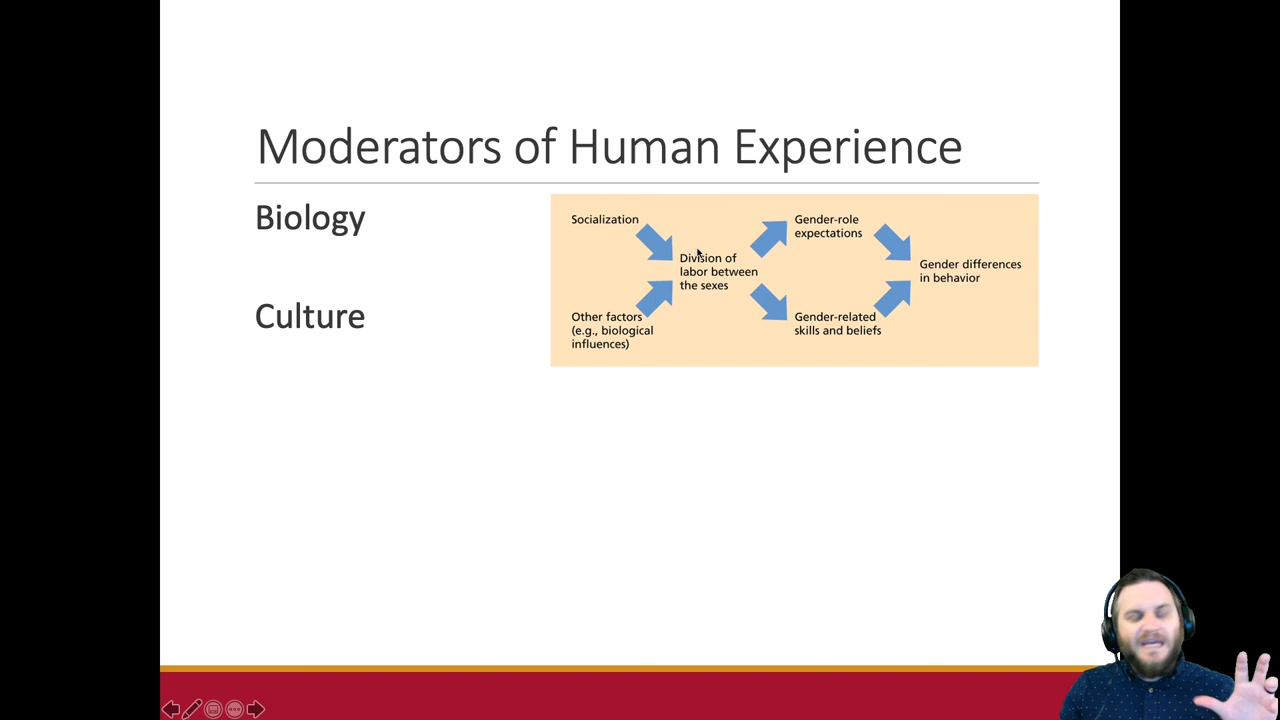 Moderators of Human Experience
Biology
Culture
Socialization
Other factors
(e.g., biological
influences)
Division of
labor between
the sexes
Gender-role
expectations
Gender-related
skills and beliefs
Gender differences
in behavior